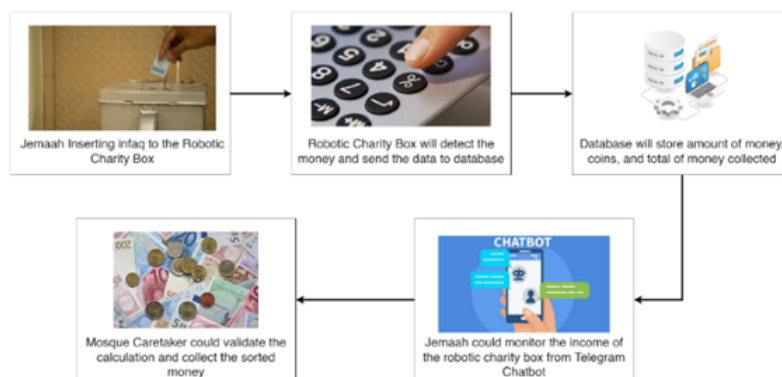 Jemaah Inserting infaq to the Robotic
Charity Box
Robotic Charity Box will detect the
money and send the data to database
Database will store amount of money,
coins, and total of money collected
CHATBOT
Jemaah could monitor the income of
the robotic charity box from Telegram
Chatbot
Mosque Caretaker could validate the
calculation and collect the sorted
money